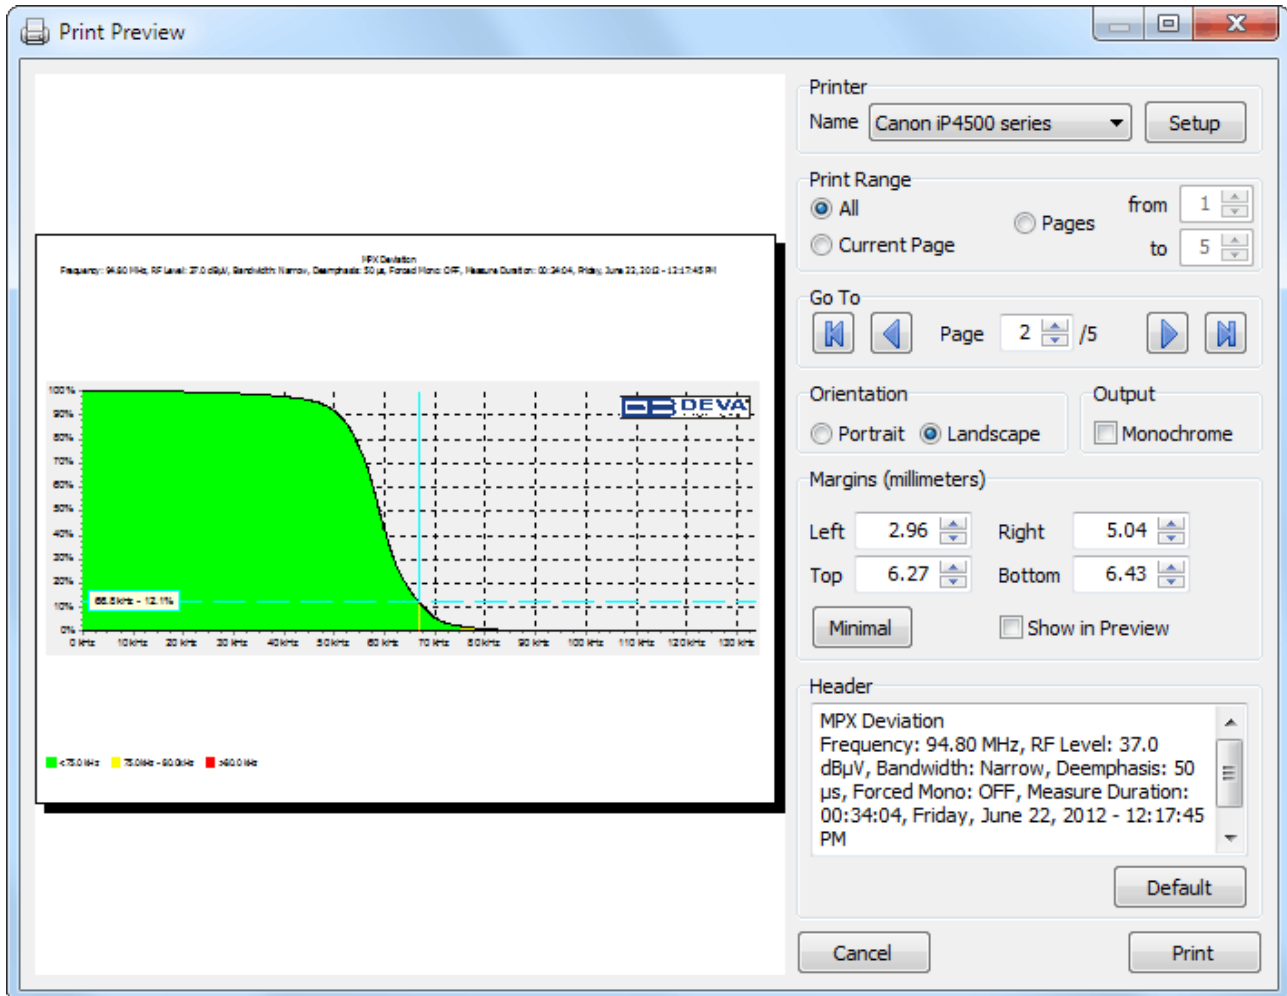 Print Preview
MPX Deviation
Frequency: 94.80 MHz, RF Level: 37.0 dBµV, Bandwidth: Narrow, Deemphasis: 50 µs, Forced Mono: OFF, Measure Duration: 00:34:04, Friday, June 22, 2012 - 12:17:45 PM
DEVA
100%
90%
80%
70%
60%
50%
40%
30%
20%
10%
0%
66.8 kHz - 12.1%
0 kHz 10 kHz 20 kHz 30 kHz 40 kHz 50 kHz 60 kHz 70 kHz 80 kHz 90 kHz 100 kHz 110 kHz 120 kHz 130 kHz
<75.0 kHz 75.0kHz - 80.0kHz >80.0 kHz
Printer
Name Canon iP4500 series Setup
Print Range
All
Current Page
Pages
from 1
to 5
Go To
Page 2 /5
Orientation
Portrait Landscape
Output
Monochrome
Margins (millimeters)
Left 2.96 Right 5.04
Top 6.27 Bottom 6.43
Minimal Show in Preview
Header
MPX Deviation
Frequency: 94.80 MHz, RF Level: 37.0
dBµV, Bandwidth: Narrow, Deemphasis: 50
µs, Forced Mono: OFF, Measure Duration:
00:34:04, Friday, June 22, 2012 - 12:17:45
PM
Default
Cancel Print